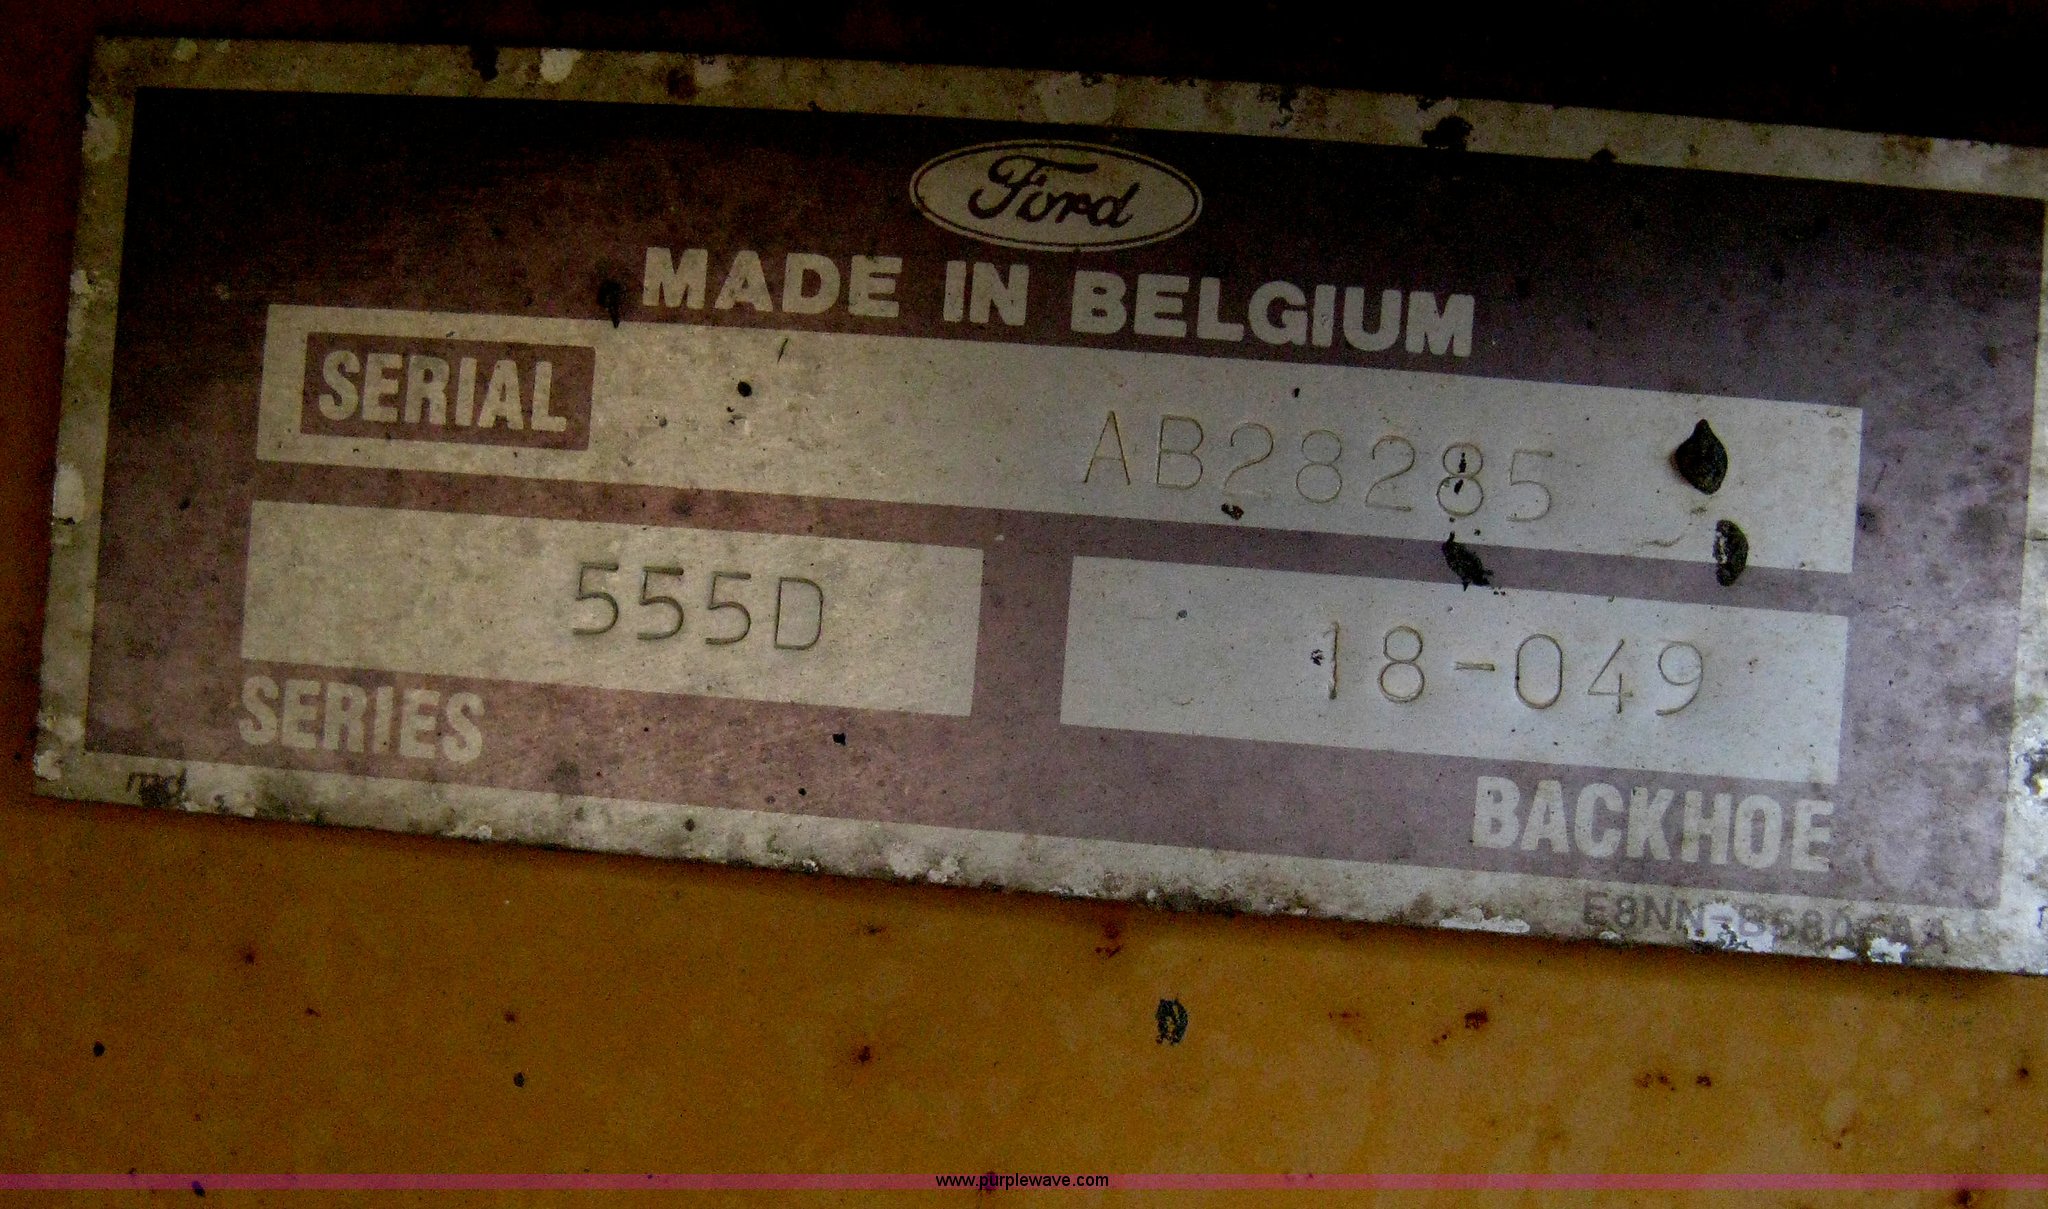 Ford
MADE IN BELGIUM
SERIAL AB28285
555D 18-049
SERIES
BACKHOE
www.purplewave.com